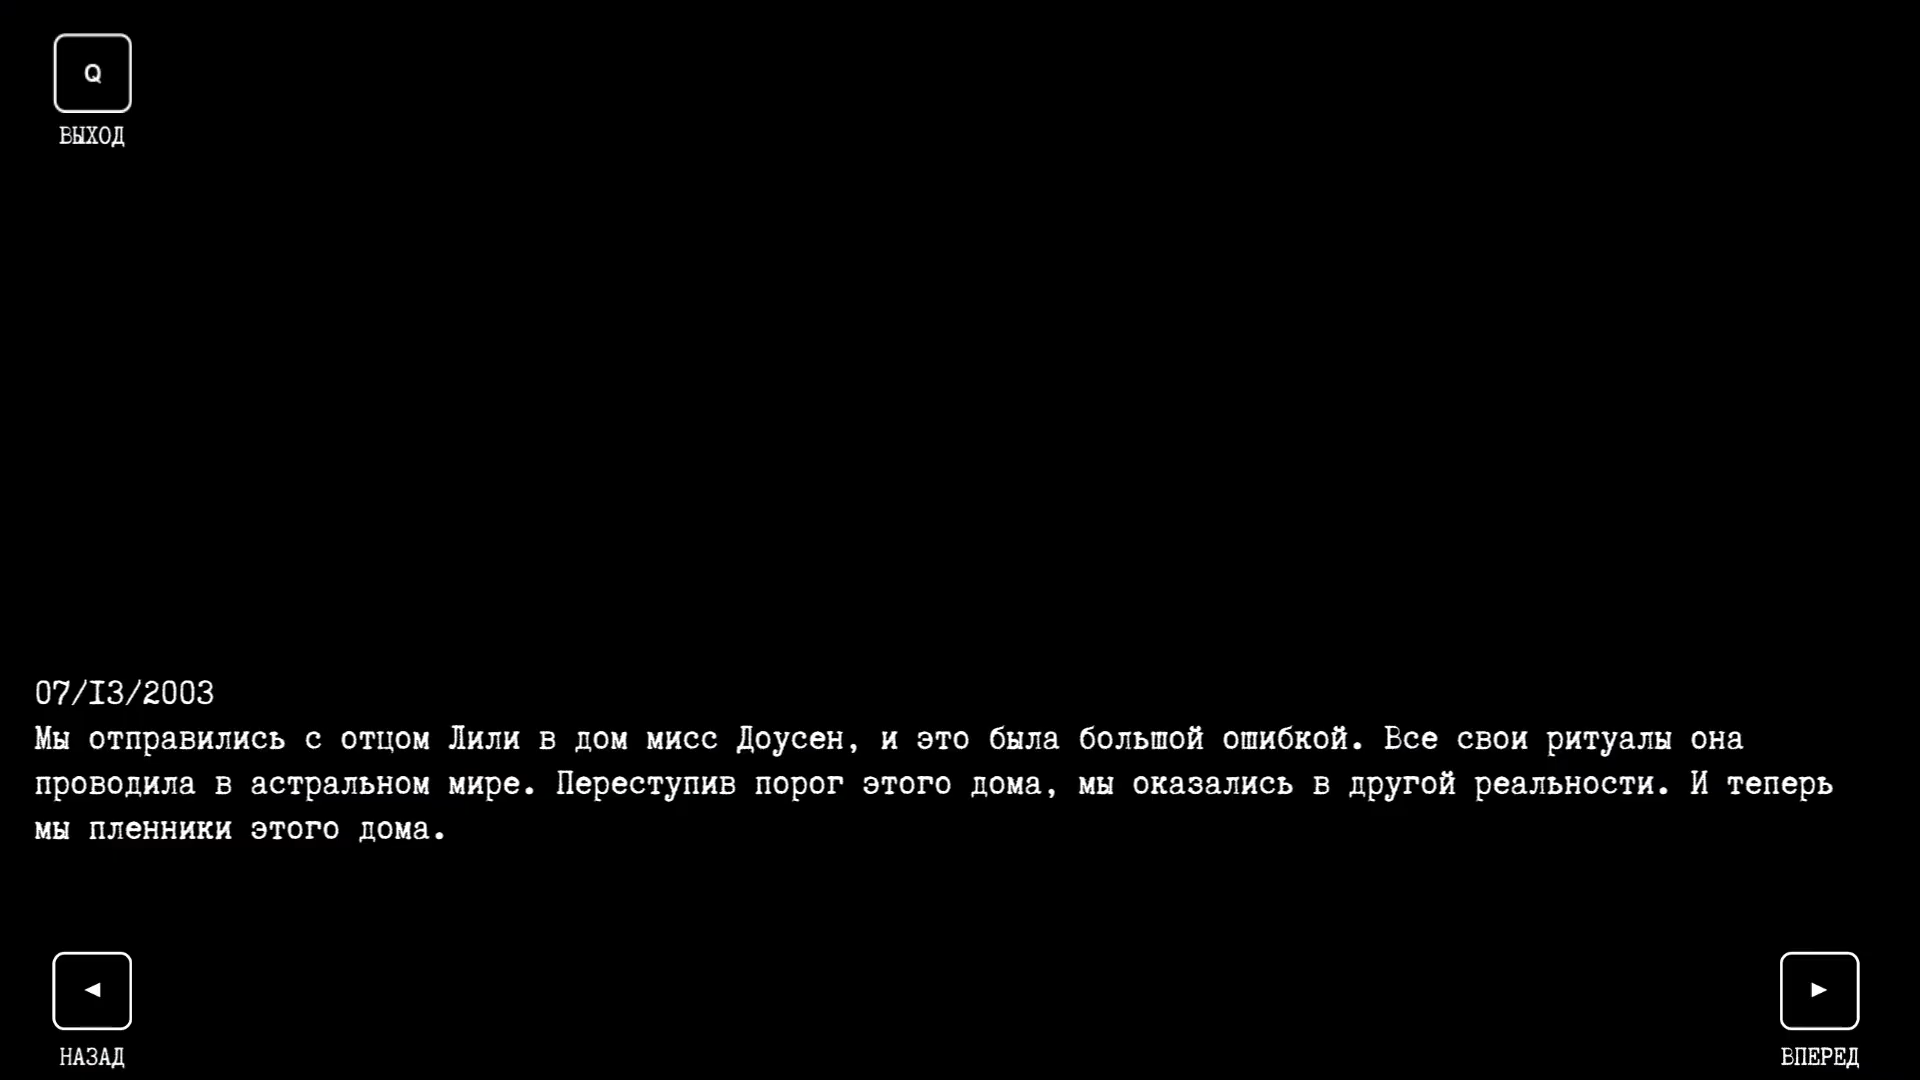 Q
ВЫХОД
07/13/2003
Мы отправились с отцом Лили в дом мисс Доусен, и это была большой ошибкой. Все свои ритуалы она
проводила в астральном мире. Переступив порог этого дома, мы оказались в другой реальности. И теперь
мы пленники этого дома.
◄
►
НАЗАД
ВПЕРЕД